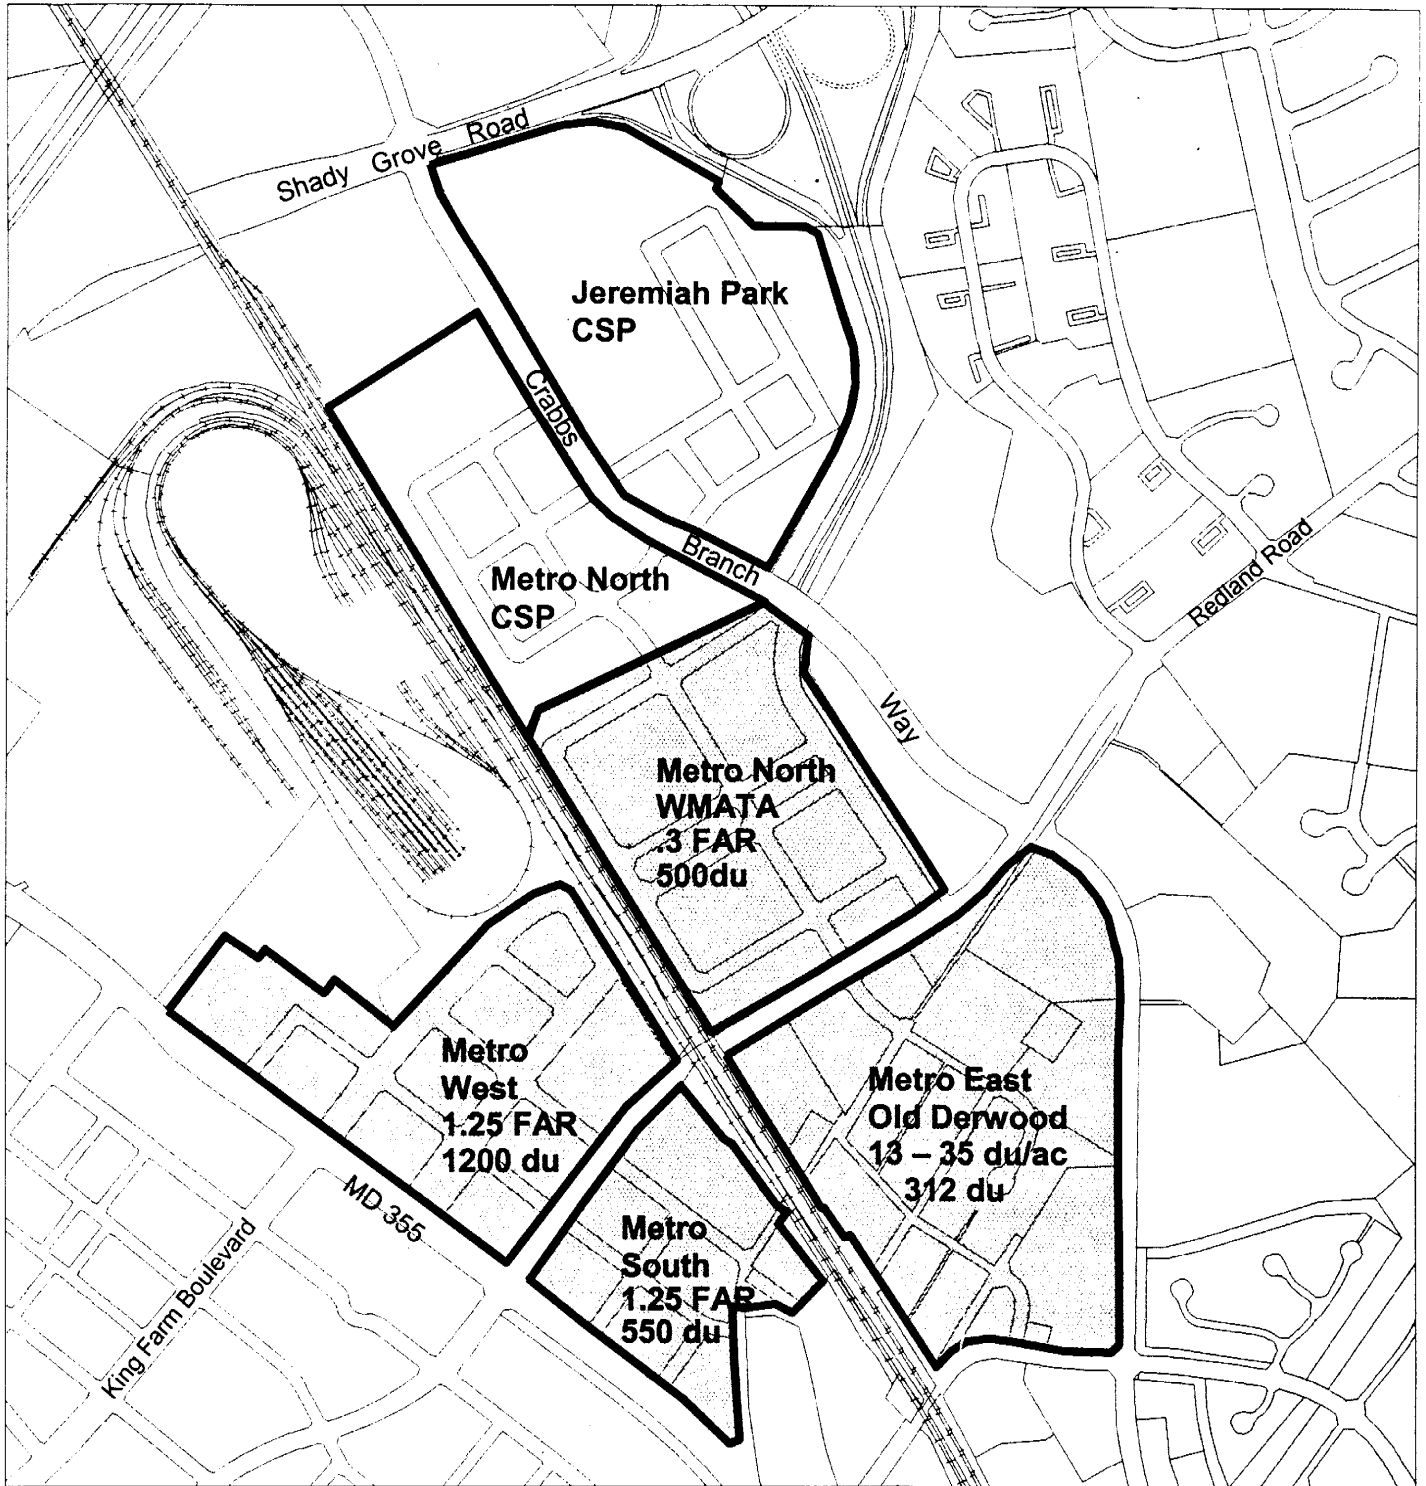 Shady Grove Road
Jeremiah Park
CSP
Crabbs
Branch
Way
Metro North
CSP
Redland Road
Metro North
WMATA
.3 FAR
500du
Metro
West
1.25 FAR
1200 du
Metro East
Old Derwood
13 – 35 du/ac
312 du
MD 355
King Farm Boulevard
Metro
South
1.25 FAR
550 du